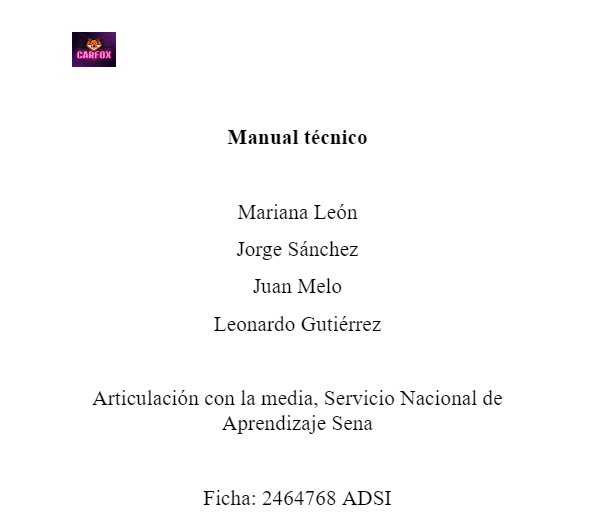 CARFOX
Manual técnico
Mariana León
Jorge Sánchez
Juan Melo
Leonardo Gutiérrez
Articulación con la media, Servicio Nacional de
Aprendizaje Sena
Ficha: 2464768 ADSI